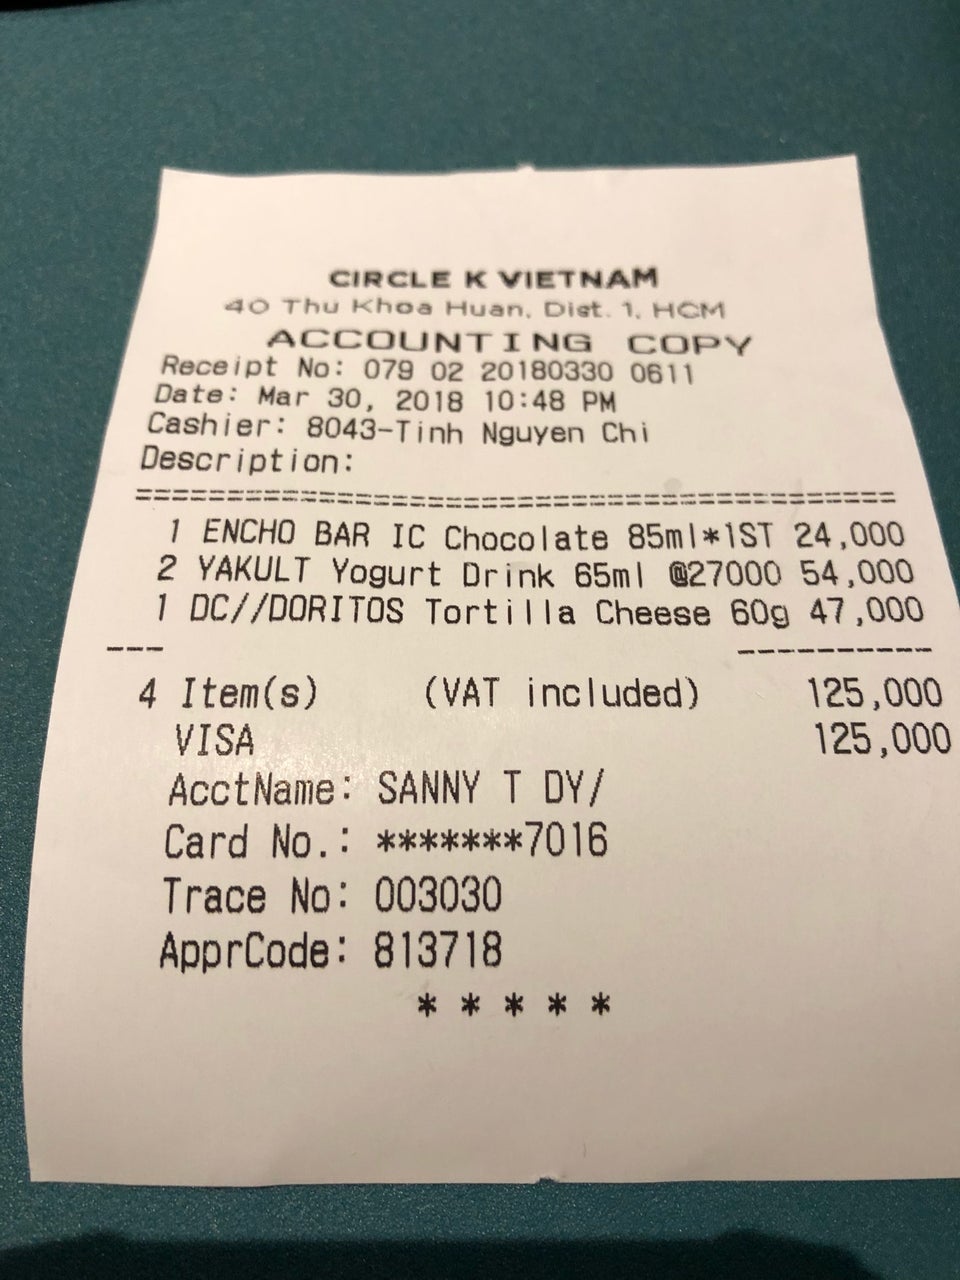 CIRCLE K VIETNAM
40 Thu Khoa Huan, Dist. 1, HCM
ACCOUNTING COPY
Receipt No: 079 02 20180330 0611
Date: Mar 30, 2018 10:48 PM
Cashier: 8043-Tinh Nguyen Chi
Description:
==========================================
1 ENCHO BAR IC Chocolate 85ml*1ST 24,000
2 YAKULT Yogurt Drink 65ml @27000 54,000
1 DC//DORITOS Tortilla Cheese 60g 47,000
--- ----------
4 Item(s) (VAT included) 125,000
VISA 125,000
AcctName: SANNY T DY/
Card No.: *******7016
Trace No: 003030
ApprCode: 813718
* * * * *